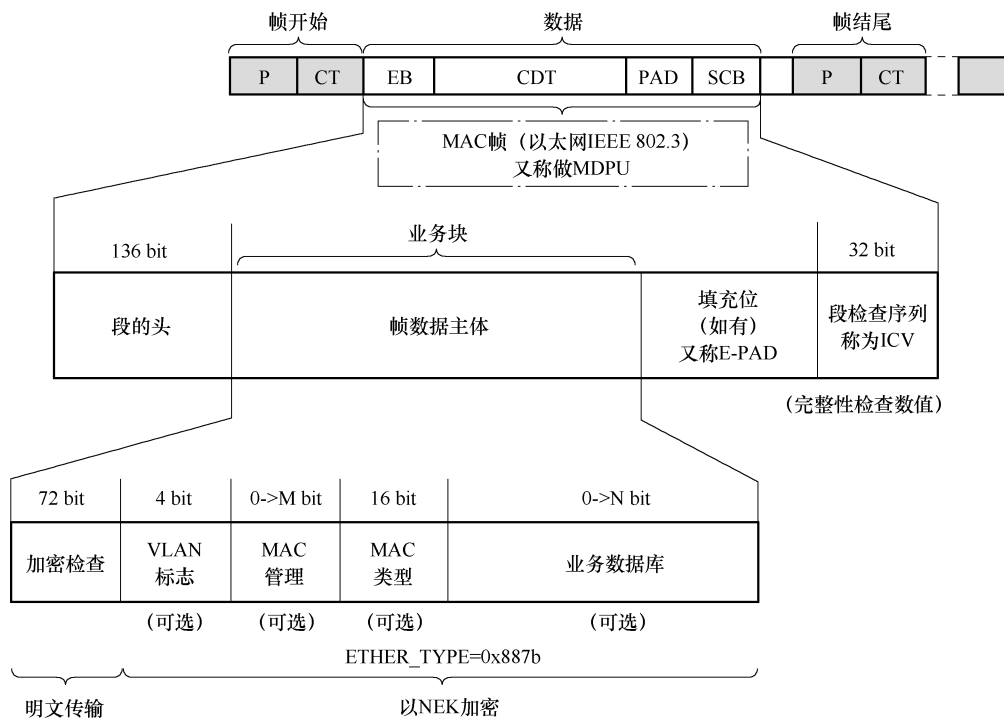 帧开始 数据 帧结尾
P CT EB CDT PAD SCB P CT
MAC帧（以太网IEEE 802.3）
又称做MDPU
业务块
136 bit 32 bit
段的头
帧数据主体
填充位
（如有）
又称E-PAD
段检查序列
称为ICV
（完整性检查数值）
72 bit 4 bit 0->M bit 16 bit 0->N bit
加密检查
VLAN
标志
MAC
管理
MAC
类型
业务数据库
（可选） （可选） （可选） （可选）
ETHER_TYPE=0x887b
明文传输 以NEK加密